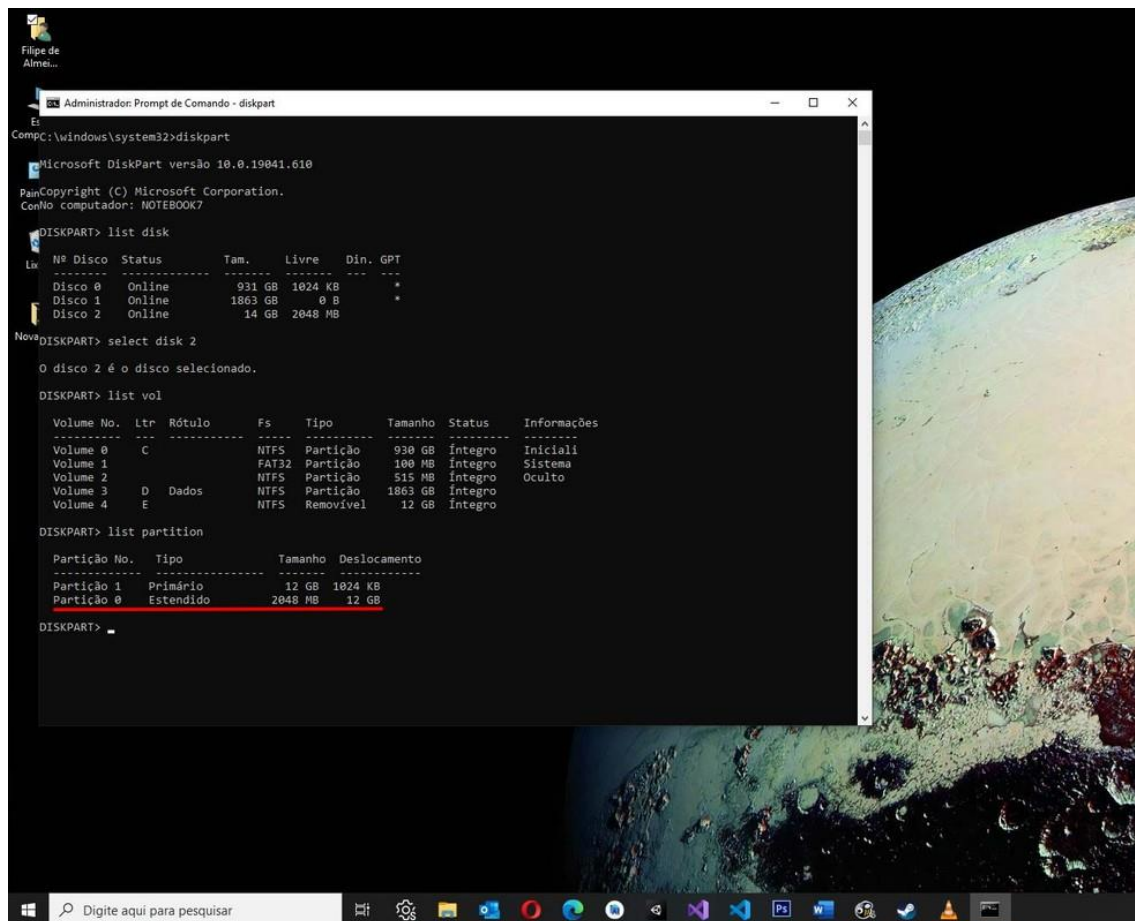 Filipe de
Almei...
Administrador: Prompt de Comando - diskpart
Es
Comp
C:\windows\system32>diskpart
Microsoft DiskPart versão 10.0.19041.610
Pain
Copyright (C) Microsoft Corporation.
Con
No computador: NOTEBOOK7
DISKPART> list disk
Lix
Nº Disco Status Tam. Livre Din. GPT
-------- ------------- ------- ------- --- ---
Disco 0 Online 931 GB 1024 KB *
Disco 1 Online 1863 GB 0 B *
Disco 2 Online 14 GB 2048 MB
Nova
DISKPART> select disk 2
O disco 2 é o disco selecionado.
DISKPART> list vol
Volume No. Ltr Rótulo Fs Tipo Tamanho Status Informações
---------- --- ----------- ----- ---------- ------- --------- --------
Volume 0 C NTFS Partição 930 GB Íntegro Iniciali
Volume 1 FAT32 Partição 100 MB Íntegro Sistema
Volume 2 NTFS Partição 515 MB Íntegro Oculto
Volume 3 D Dados NTFS Partição 1863 GB Íntegro
Volume 4 E NTFS Removível 12 GB Íntegro
DISKPART> list partition
Partição No. Tipo Tamanho Deslocamento
------------- ---------------- ------- -------------
Partição 1 Primário 12 GB 1024 KB
Partição 0 Estendido 2048 MB 12 GB
DISKPART>
Digite aqui para pesquisar
Ps